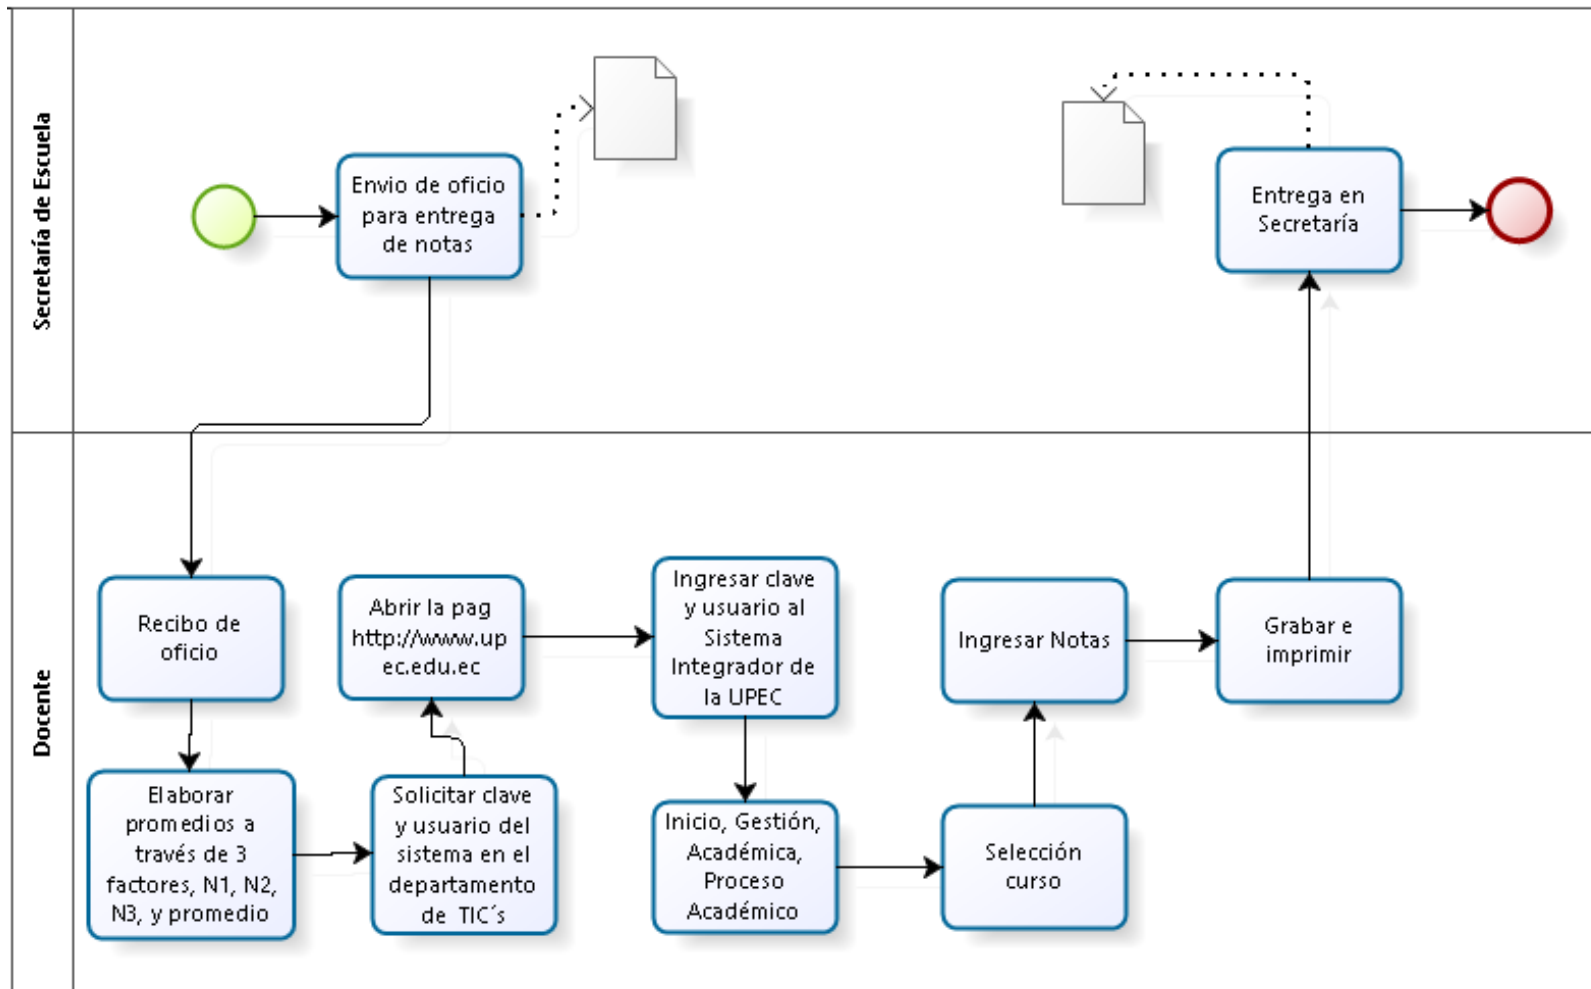 Secretaría de Escuela
Envio de oficio
para entrega
de notas
Entrega en
Secretaría
Docente
Recibo de
oficio
Elaborar
promedios a
través de 3
factores, N1, N2,
N3, y promedio
Solicitar clave
y usuario del
sistema en el
departamento
de TIC´s
Abrir la pag
http://www.up
ec.edu.ec
Ingresar clave
y usuario al
Sistema
Integrador de
la UPEC
Inicio, Gestión,
Académica,
Proceso
Académico
Selección
curso
Ingresar Notas
Grabar e
imprimir